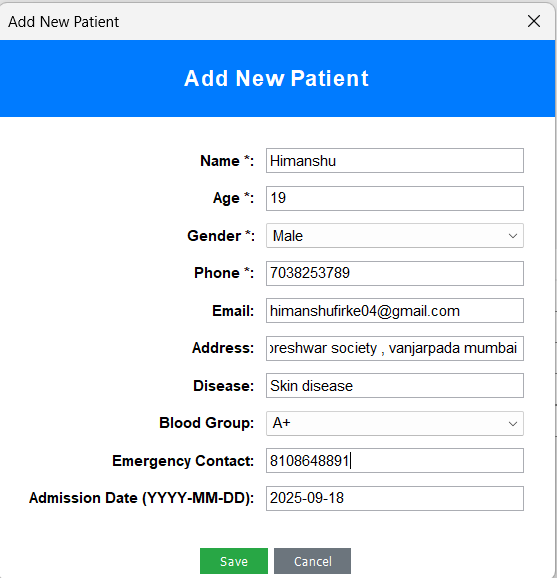 Add New Patient
Add New Patient
Name *: Himanshu
Age *: 19
Gender *: Male
Phone *: 7038253789
Email: himanshufirke04@gmail.com
Address: oreshwar society , vanjarpada mumbai
Disease: Skin disease
Blood Group: A+
Emergency Contact: 8108648891
Admission Date (YYYY-MM-DD): 2025-09-18
Save Cancel